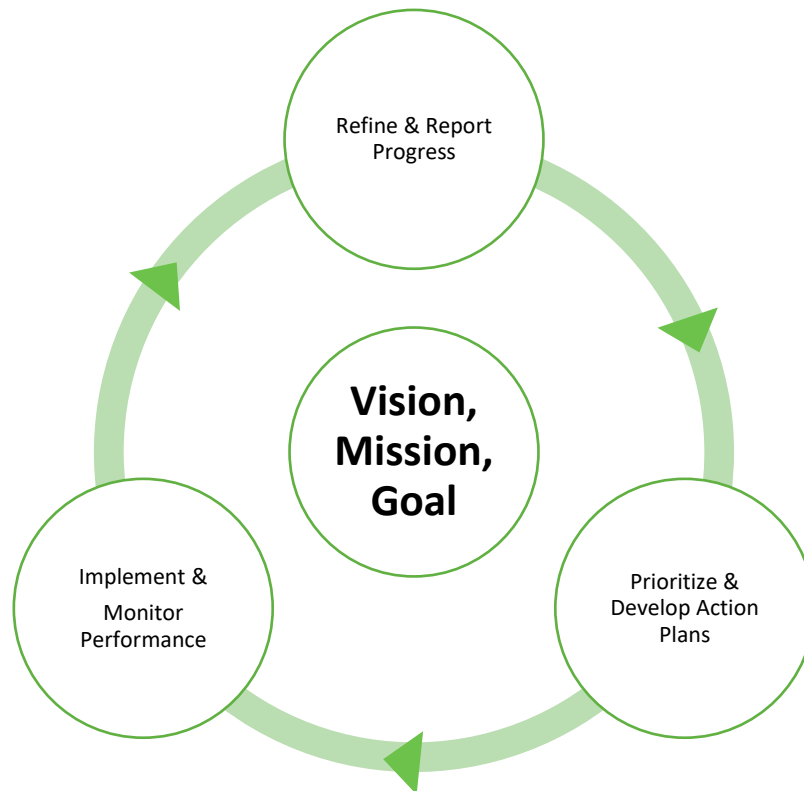 Refine & Report
Progress
Vision,
Mission,
Goal
Implement &
Monitor
Performance
Prioritize &
Develop Action
Plans